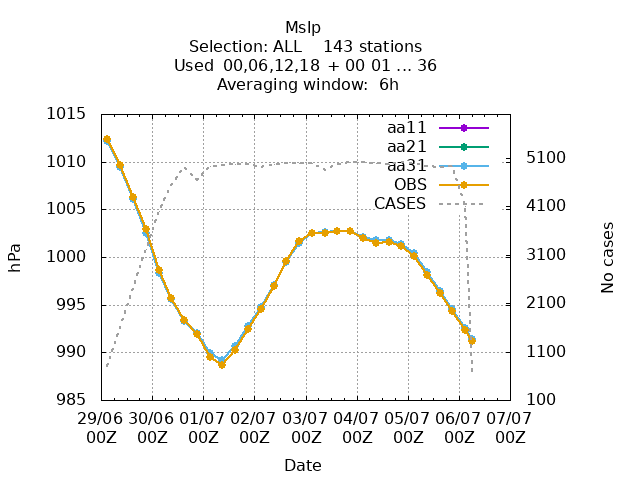 Mslp
Selection: ALL    143 stations
Used 00,06,12,18 + 00 01 ... 36
Averaging window:  6h
1015
1010
1005
1000
995
990
985
hPa
aa11
aa21
aa31
OBS
CASES
5100
4100
3100
2100
1100
100
No cases
29/06 30/06 01/07 02/07 03/07 04/07 05/07 06/07 07/07
00Z 00Z 00Z 00Z 00Z 00Z 00Z 00Z 00Z
Date